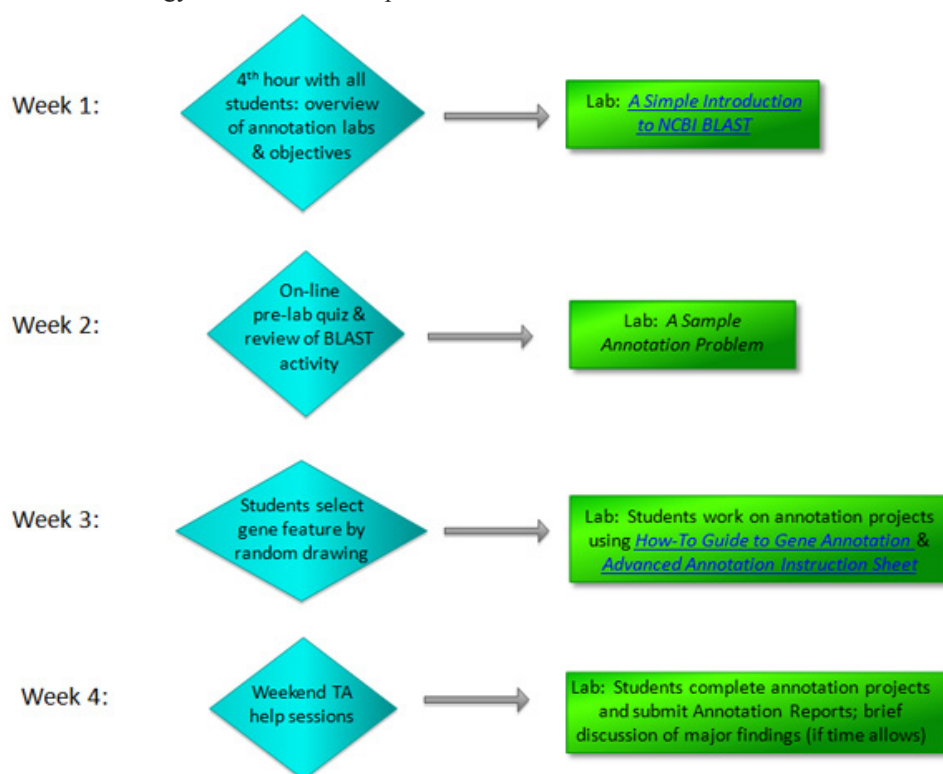 Week 1:
4th hour with all
students: overview
of annotation labs
& objectives
Lab: A Simple Introduction
to NCBI BLAST
Week 2:
On-line
pre-lab quiz &
review of BLAST
activity
Lab: A Sample
Annotation Problem
Week 3:
Students select
gene feature by
random drawing
Lab: Students work on annotation projects
using How-To Guide to Gene Annotation &
Advanced Annotation Instruction Sheet
Week 4:
Weekend TA
help sessions
Lab: Students complete annotation projects
and submit Annotation Reports; brief
discussion of major findings (if time allows)